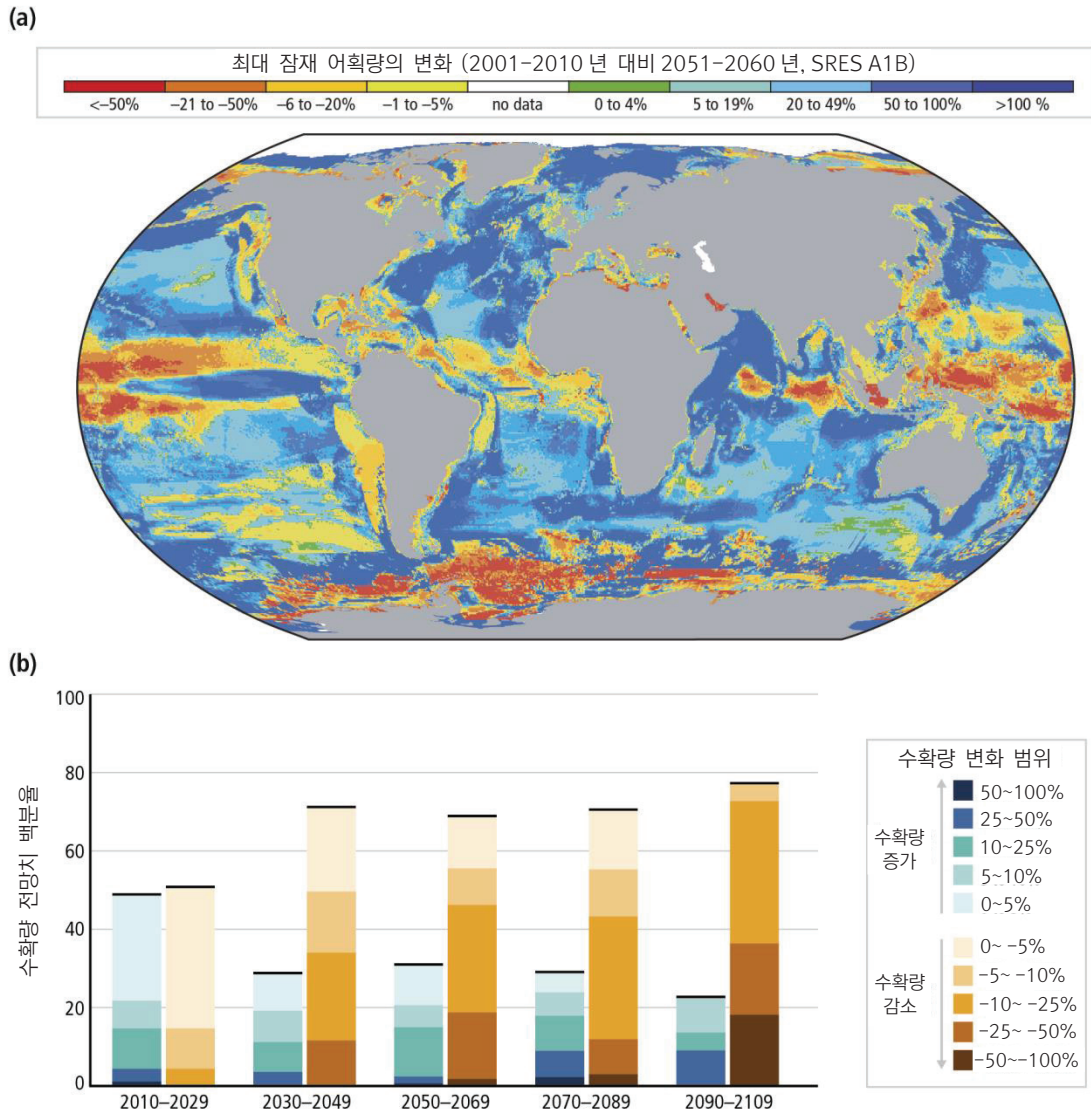 (a)
최대 잠재 어획량의 변화 (2001–2010 년 대비 2051–2060 년, SRES A1B)
<–50% –21 to –50% –6 to –20% –1 to –5% no data 0 to 4% 5 to 19% 20 to 49% 50 to 100% >100 %
(b)
수확량 전망치 백분율
100
80
60
40
20
0
2010–2029 2030–2049 2050–2069 2070–2089 2090–2109
수확량 변화 범위
수확량
증가
50~100%
25~50%
10~25%
5~10%
0~5%
수확량
감소
0~ –5%
–5~ –10%
–10~ –25%
–25~ –50%
–50~–100%